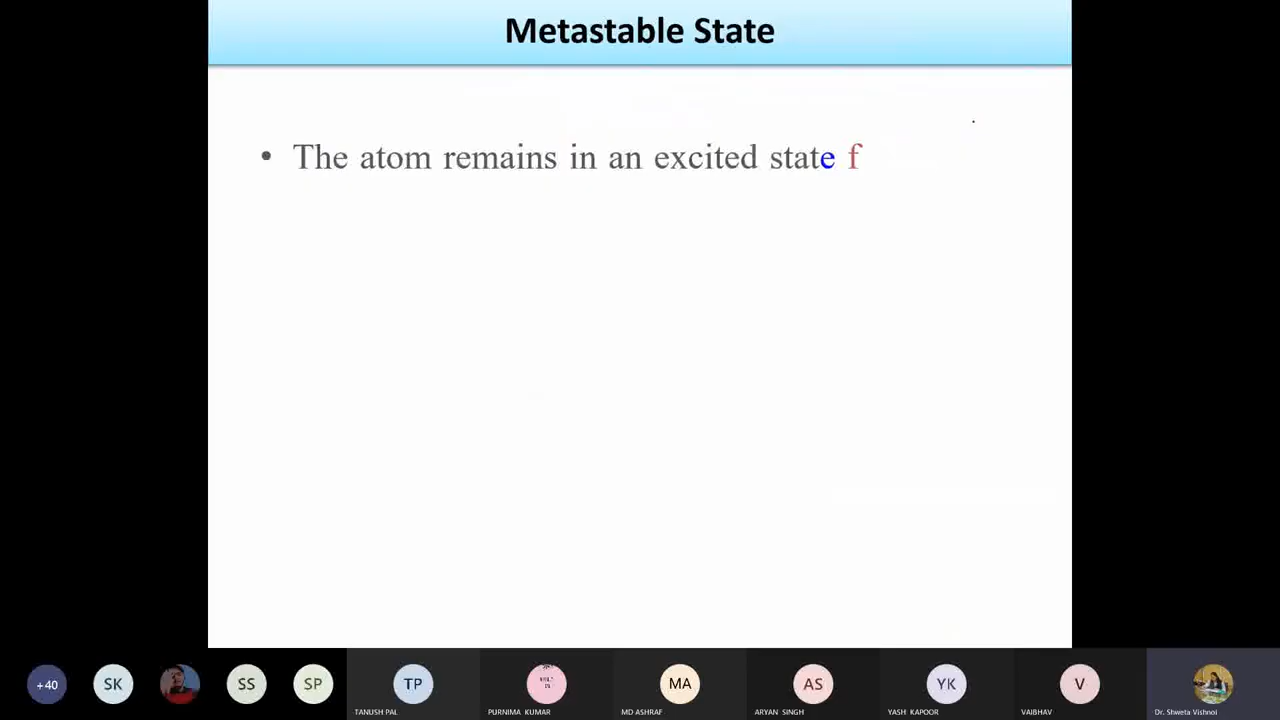 Metastable State
• The atom remains in an excited state f
+40
SK
SS
SP
TP
MA
AS
YK
V
TANUSH PAL
PURNIMA KUMAR
MD ASHRAF
ARYAN SINGH
YASH KAPOOR
VAIBHAV
Dr. Shweta Vishnoi